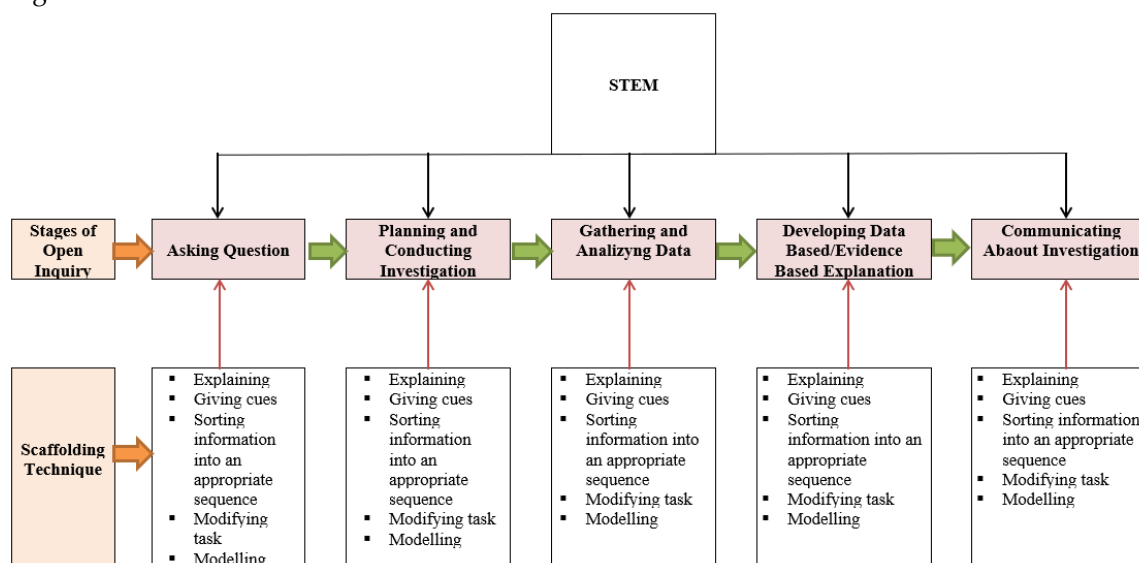 STEM
Stages of
Open
Inquiry
Asking Question
Planning and
Conducting
Investigation
Gathering and
Analizyng Data
Developing Data
Based/Evidence
Based Explanation
Communicating
Abaout Investigation
Scaffolding
Technique
▪ Explaining
▪ Giving cues
▪ Sorting
information
into an
appropriate
sequence
▪ Modifying
task
▪ Modelling
▪ Explaining
▪ Giving cues
▪ Sorting
information
into an
appropriate
sequence
▪ Modifying task
▪ Modelling
▪ Explaining
▪ Giving cues
▪ Sorting
information into
an appropriate
sequence
▪ Modifying task
▪ Modelling
▪ Explaining
▪ Giving cues
▪ Sorting
information into an
appropriate
sequence
▪ Modifying task
▪ Modelling
▪ Explaining
▪ Giving cues
▪ Sorting information
into an appropriate
sequence
▪ Modifying task
▪ Modelling